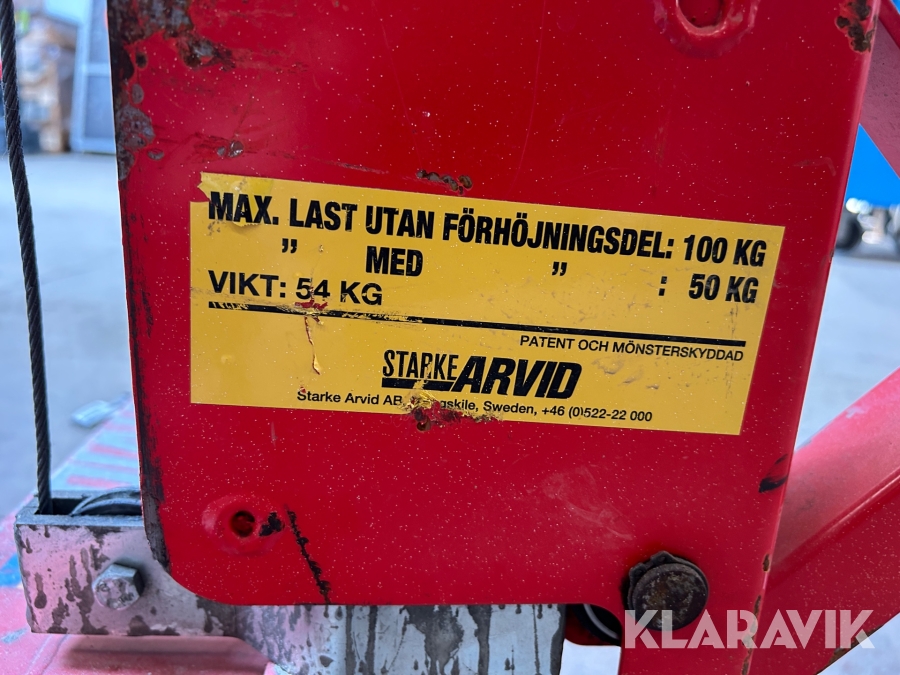 MAX. LAST UTAN FÖRHÖJNINGSDEL: 100 KG
” MED ” : 50 KG
VIKT: 54 KG
PATENT OCH MÖNSTERSKYDDAD
STARKE ARVID
Starke Arvid AB, Sweden, +46 (0)522-22 000
KLARAVIK